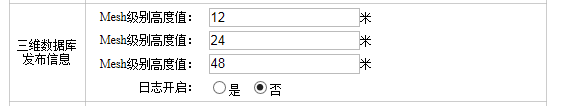 三维数据库
发布信息
Mesh级别高度值： 12 米
Mesh级别高度值： 24 米
Mesh级别高度值： 48 米
日志开启： 是 否